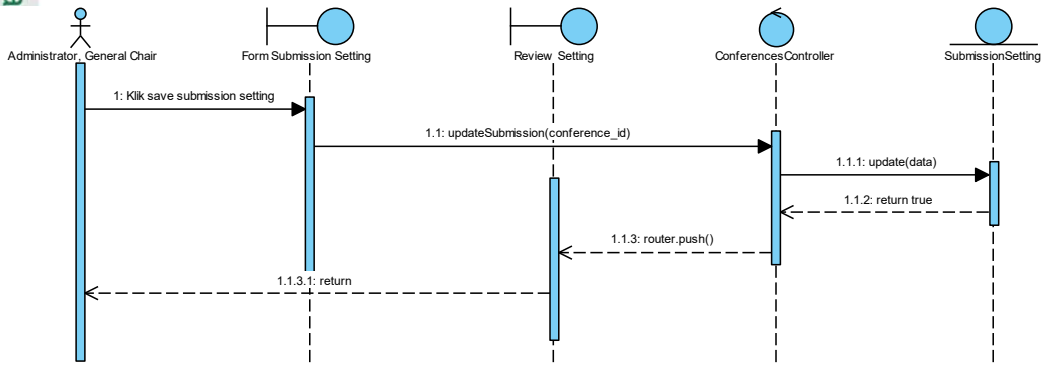 Administrator, General Chair
Form Submission Setting
Review Setting
ConferencesController
SubmissionSetting
1: Klik save submission setting
1.1: updateSubmission(conference_id)
1.1.1: update(data)
1.1.2: return true
1.1.3: router.push()
1.1.3.1: return